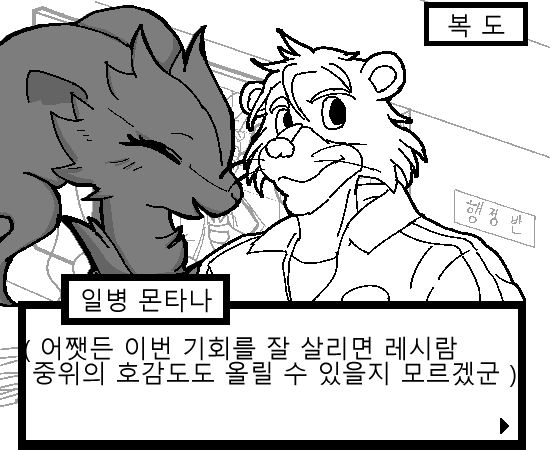 복 도
행 정 반
일병 몬타나
( 어쨋든 이번 기회를 잘 살리면 레시람
중위의 호감도도 올릴 수 있을지 모르겠군 )